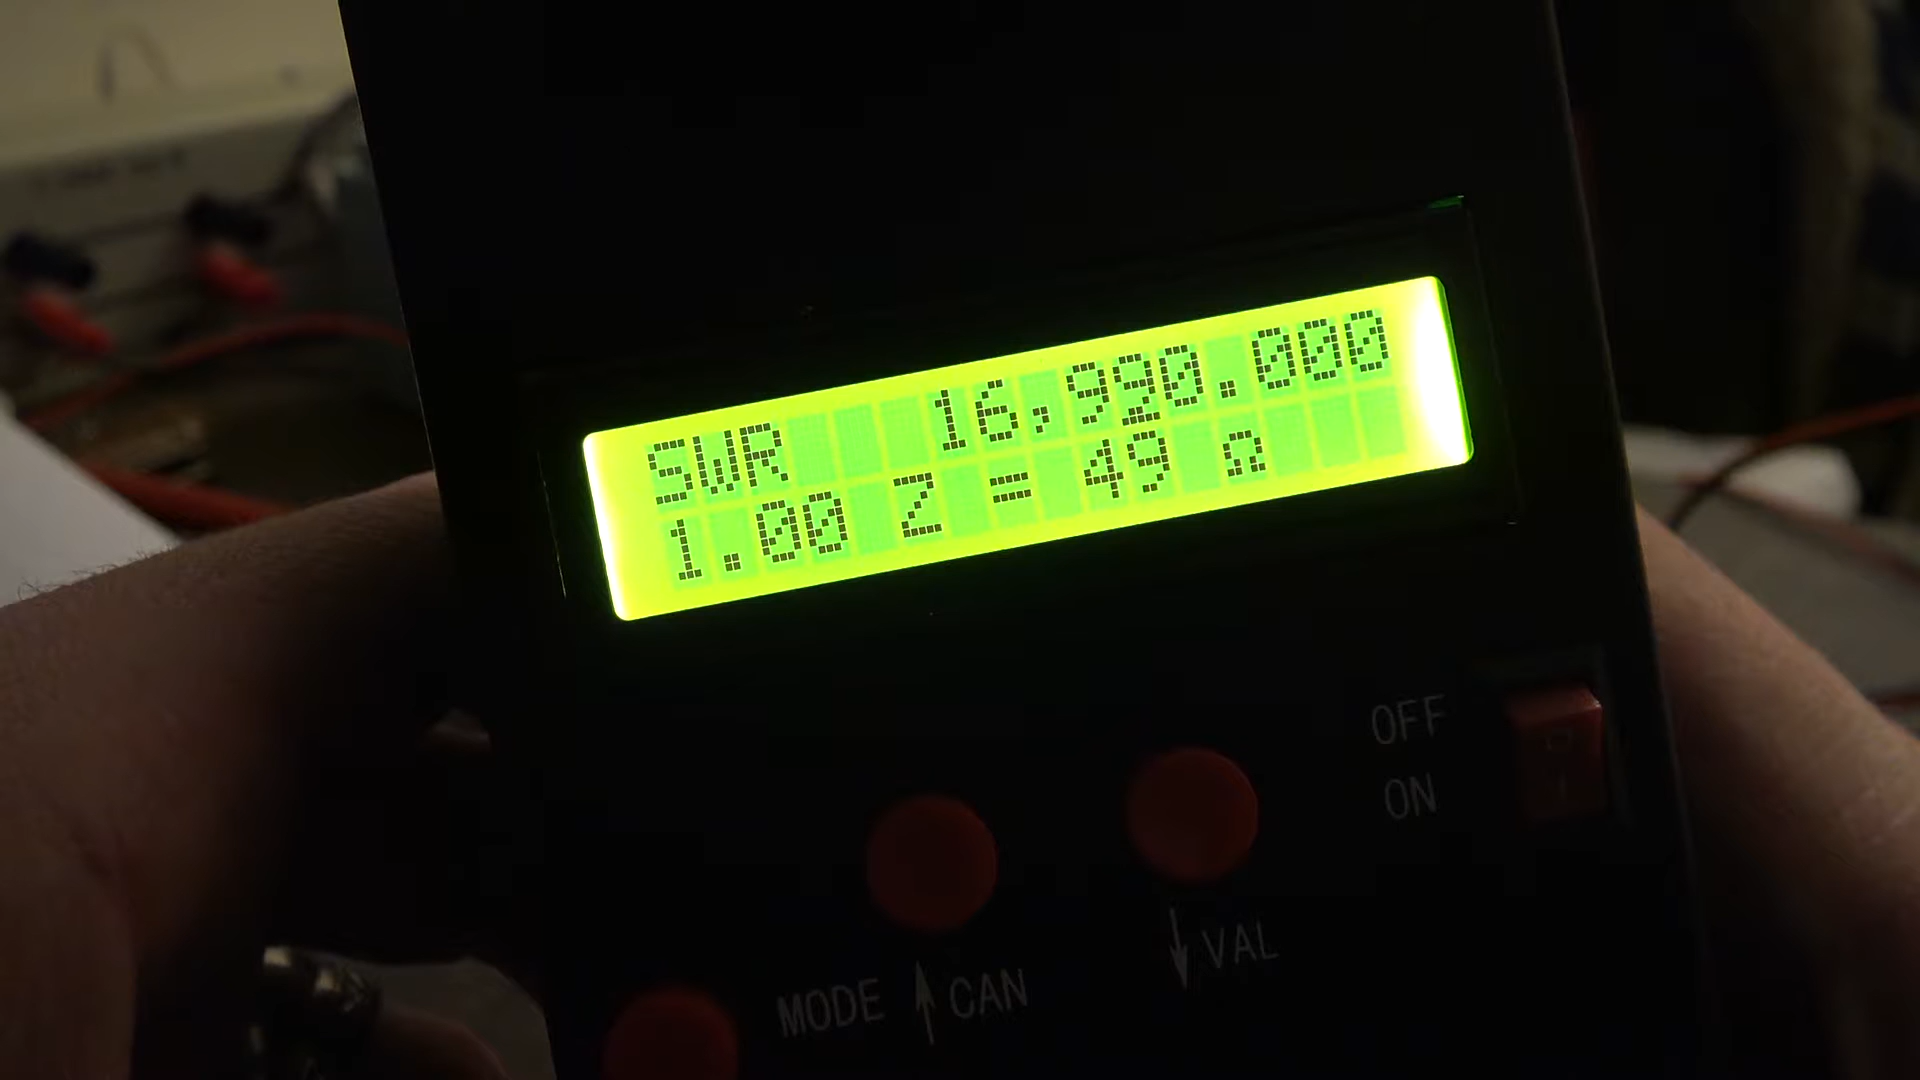 SWR 16,990.000
1.00 Z = 49 Ω
OFF
ON
↓ VAL
MODE ↑ CAN